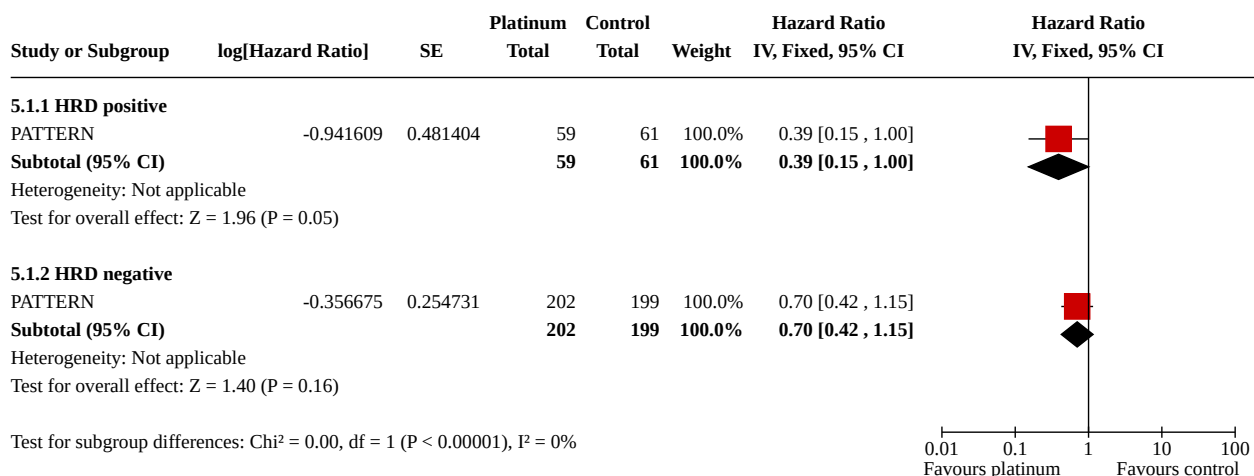 Platinum Control Hazard Ratio Hazard Ratio
Study or Subgroup log[Hazard Ratio] SE Total Total Weight IV, Fixed, 95% CI IV, Fixed, 95% CI
5.1.1 HRD positive
PATTERN -0.941609 0.481404 59 61 100.0% 0.39 [0.15 , 1.00]
Subtotal (95% CI) 59 61 100.0% 0.39 [0.15 , 1.00]
Heterogeneity: Not applicable
Test for overall effect: Z = 1.96 (P = 0.05)
5.1.2 HRD negative
PATTERN -0.356675 0.254731 202 199 100.0% 0.70 [0.42 , 1.15]
Subtotal (95% CI) 202 199 100.0% 0.70 [0.42 , 1.15]
Heterogeneity: Not applicable
Test for overall effect: Z = 1.40 (P = 0.16)
Test for subgroup differences: Chi² = 0.00, df = 1 (P < 0.00001), I² = 0%
0.01 0.1 1 10 100
Favours platinum Favours control